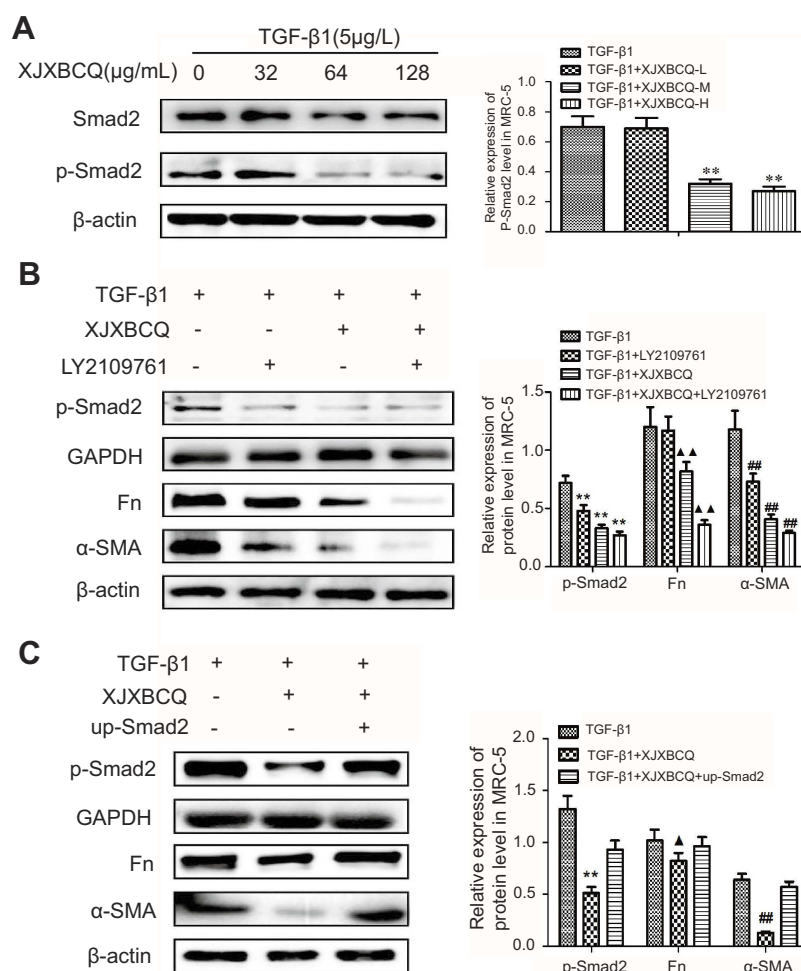 A
TGF-β1(5μg/L)
XJXBCQ(μg/mL) 0 32 64 128
Smad2
p-Smad2
β-actin
TGF-β1
TGF-β1+XJXBCQ-L
TGF-β1+XJXBCQ-M
TGF-β1+XJXBCQ-H
Relative expression of
P-Smad2 level in MRC-5
1.0
0.8
0.6
0.4
0.2
0.0
** **
B
TGF-β1 + + + +
XJXBCQ - - + +
LY2109761 - + - +
p-Smad2
GAPDH
Fn
α-SMA
β-actin
TGF-β1
TGF-β1+LY2109761
TGF-β1+XJXBCQ
TGF-β1+XJXBCQ+LY2109761
Relative expression of
protein level in MRC-5
1.5
1.0
0.5
0.0
** ** ** ▲▲ ▲▲ ## ## ##
p-Smad2 Fn α-SMA
C
TGF-β1 + + +
XJXBCQ - + +
up-Smad2 - - +
p-Smad2
GAPDH
Fn
α-SMA
β-actin
TGF-β1
TGF-β1+XJXBCQ
TGF-β1+XJXBCQ+up-Smad2
Relative expression of
protein level in MRC-5
2.0
1.5
1.0
0.5
0.0
** ▲ ##
p-Smad2 Fn α-SMA